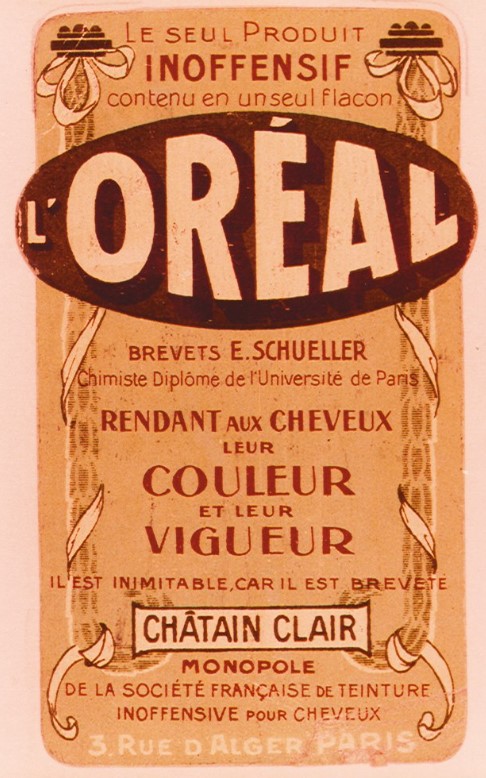 LE SEUL PRODUIT
INOFFENSIF
contenu en un seul flacon
L'ORÉAL
BREVETS E. SCHUELLER
Chimiste Diplômé de l'Université de Paris
RENDANT AUX CHEVEUX
LEUR
COULEUR
ET LEUR
VIGUEUR
IL EST INIMITABLE, CAR IL EST BREVETÉ
CHÂTAIN CLAIR
MONOPOLE
DE LA SOCIÉTÉ FRANÇAISE DE TEINTURE
INOFFENSIVE POUR CHEVEUX
3. RUE D'ALGER PARIS